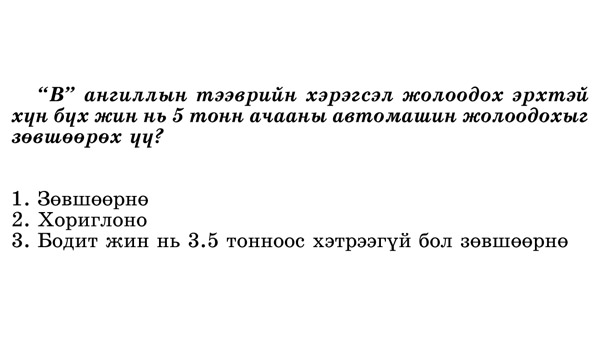 “В” ангиллын тээврийн хэрэгсэл жолоодох эрхтэй
хүн бүх жин нь 5 тонн ачааны автомашин жолоодохыг
зөвшөөрөх үү?
1. Зөвшөөрнө
2. Хориглоно
3. Бодит жин нь 3.5 тонноос хэтрээгүй бол зөвшөөрнө